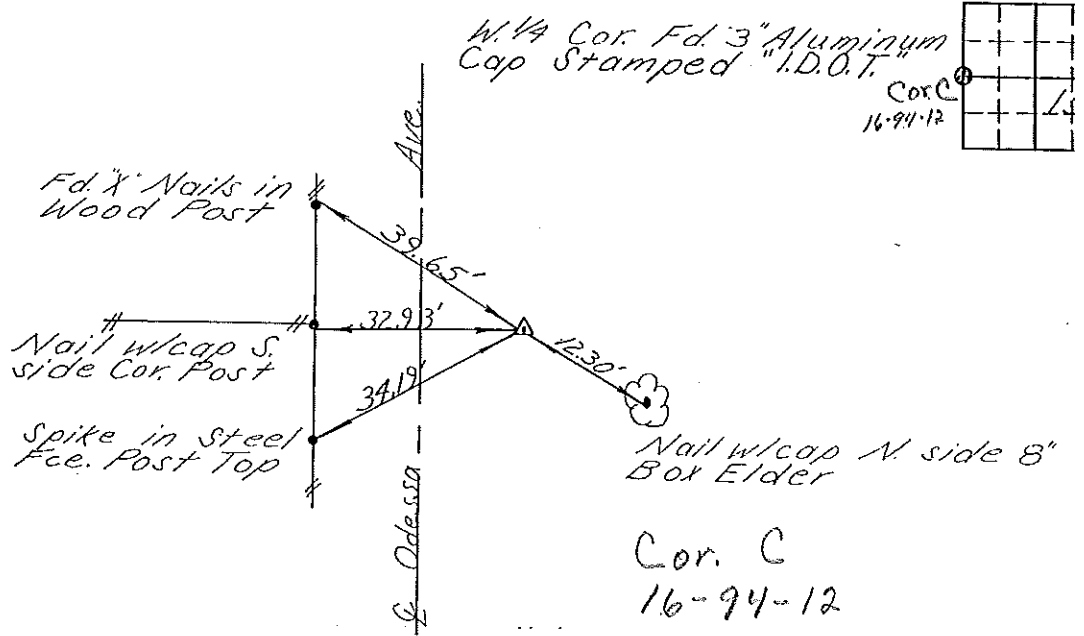 W. 1/4 Cor. Fd. 3" Aluminum
Cap Stamped "I.D.O.T."
Cor. C
16-94-12
Ave.
Fd. "X" Nails in
Wood Post
39.65'
32.93'
Nail w/cap S.
side Cor. Post
12.30'
34.19'
Spike in Steel
Fce. Post Top
Nail w/cap N. side 8"
Box Elder
℄ Odessa
Cor. C
16-94-12